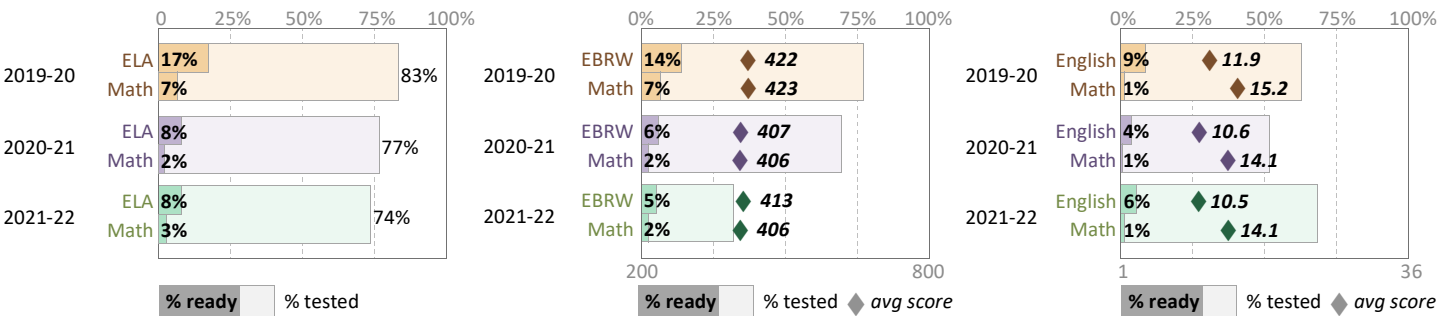 0 25% 50% 75% 100%
2019-20
ELA 17%
Math 7%
83%
2020-21
ELA 8%
Math 2%
77%
2021-22
ELA 8%
Math 3%
74%
% ready % tested
0% 25% 50% 75% 100%
2019-20
EBRW 14% 422
Math 7% 423
2020-21
EBRW 6% 407
Math 2% 406
2021-22
EBRW 5% 413
Math 2% 406
200 800
% ready % tested avg score
0% 25% 50% 75% 100%
2019-20
English 9% 11.9
Math 1% 15.2
2020-21
English 4% 10.6
Math 1% 14.1
2021-22
English 6% 10.5
Math 1% 14.1
1 36
% ready % tested avg score